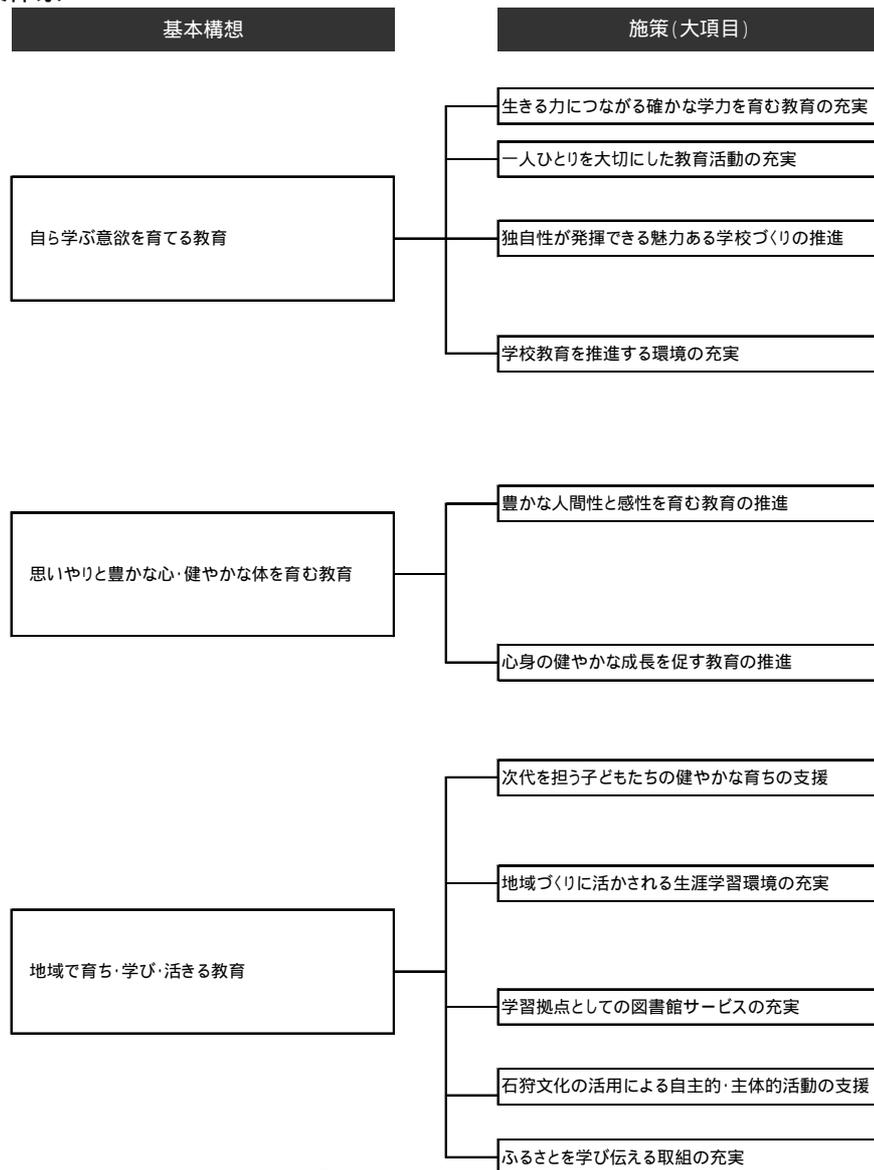 基本構想
施策(大項目)
生きる力につながる確かな学力を育む教育の充実
一人ひとりを大切にした教育活動の充実
自ら学ぶ意欲を育てる教育
独自性が発揮できる魅力ある学校づくりの推進
学校教育を推進する環境の充実
豊かな人間性と感性を育む教育の推進
思いやりと豊かな心・健やかな体を育む教育
心身の健やかな成長を促す教育の推進
次代を担う子どもたちの健やかな育ちの支援
地域づくりに活かされる生涯学習環境の充実
地域で育ち・学び・活きる教育
学習拠点としての図書館サービスの充実
石狩文化の活用による自主的・主体的活動の支援
ふるさとを学び伝える取組の充実